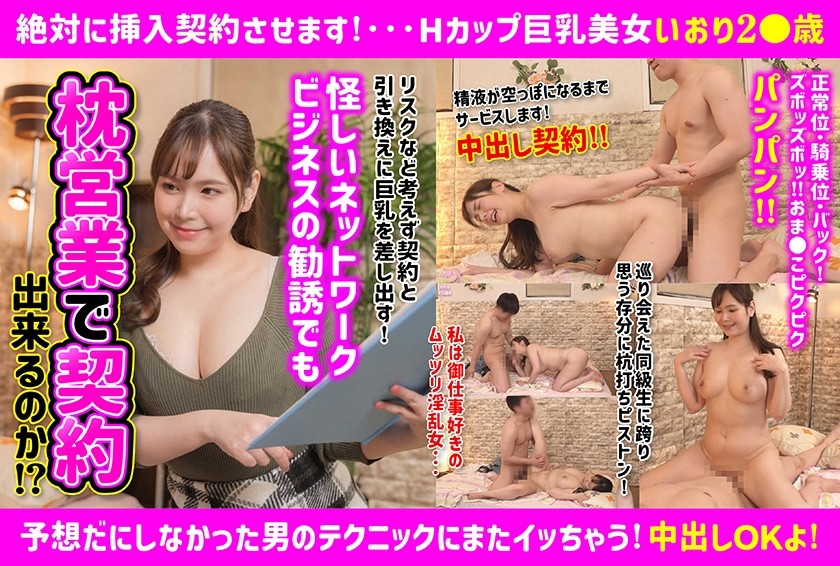 絶対に挿入契約させます!・・・Hカップ巨乳美女いおり2●歳
枕営業で契約
出来るのか!?
怪しいネットワーク
ビジネスの勧誘でも
リスクなど考えず契約と
引き換えに巨乳を差し出す!
精液が空っぽになるまで
サービスします!
中出し契約!!
正常位・騎乗位・バック!
ズボッズボッ!!おま●こピクピク
パンパン!!
巡り会えた同級生に跨り
思う存分に杭打ちピストン!
私は御仕事好きの
ムッツリ淫乱女・・・
予想だにしなかった男のテクニックにまたイッちゃう!中出しOKよ!